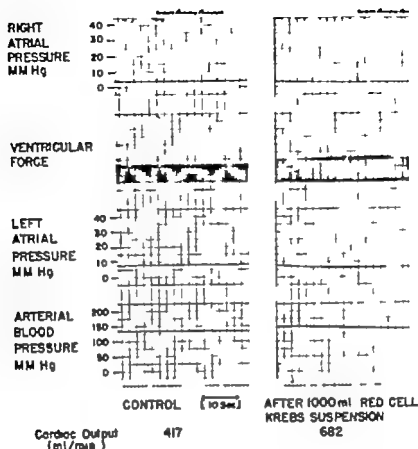 RIGHT
ATRIAL
PRESSURE
MM Hg
40
30
20
10
0
VENTRICULAR
FORCE
LEFT
ATRIAL
PRESSURE
MM Hg
40
30
20
10
0
ARTERIAL
BLOOD
PRESSURE
MM Hg
200
150
100
50
0
CONTROL
[10 Sec]
AFTER 1000 ml RED CELL
KREBS SUSPENSION
Cardiac Output
(ml/min)
417
682